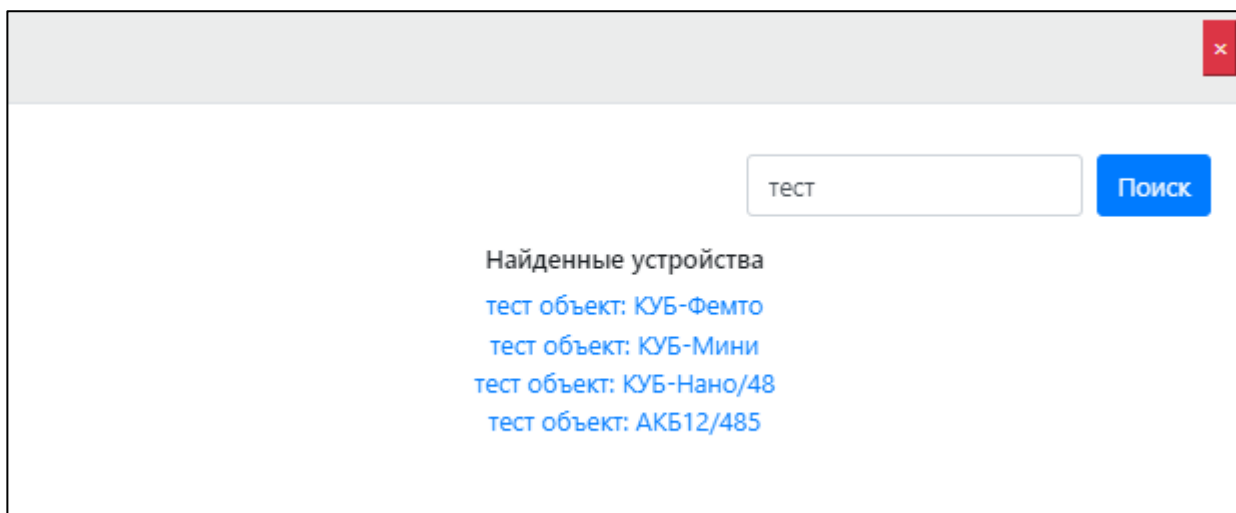 ×
тест
Поиск
Найденные устройства
тест объект: КУБ-Фемто
тест объект: КУБ-Мини
тест объект: КУБ-Нано/48
тест объект: АКБ12/485